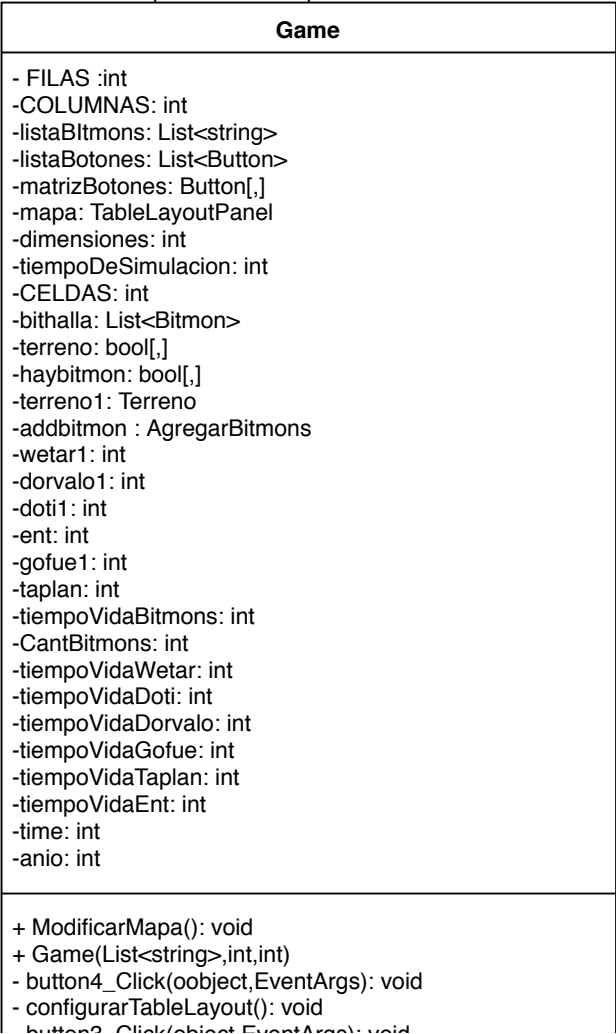 Game
- FILAS :int
-COLUMNAS: int
-listaBItmons: List<string>
-listaBotones: List<Button>
-matrizBotones: Button[,]
-mapa: TableLayoutPanel
-dimensiones: int
-tiempoDeSimulacion: int
-CELDAS: int
-bithalla: List<Bitmon>
-terreno: bool[,]
-haybitmon: bool[,]
-terreno1: Terreno
-addbitmon : AgregarBitmons
-wetar1: int
-dorvalo1: int
-doti1: int
-ent: int
-gofue1: int
-taplan: int
-tiempoVidaBitmons: int
-CantBitmons: int
-tiempoVidaWetar: int
-tiempoVidaDoti: int
-tiempoVidaDorvalo: int
-tiempoVidaGofue: int
-tiempoVidaTaplan: int
-tiempoVidaEnt: int
-time: int
-anio: int
+ ModificarMapa(): void
+ Game(List<string>,int,int)
- button4_Click(oobject,EventArgs): void
- configurarTableLayout(): void
- button3_Click(object,EventArgs): void